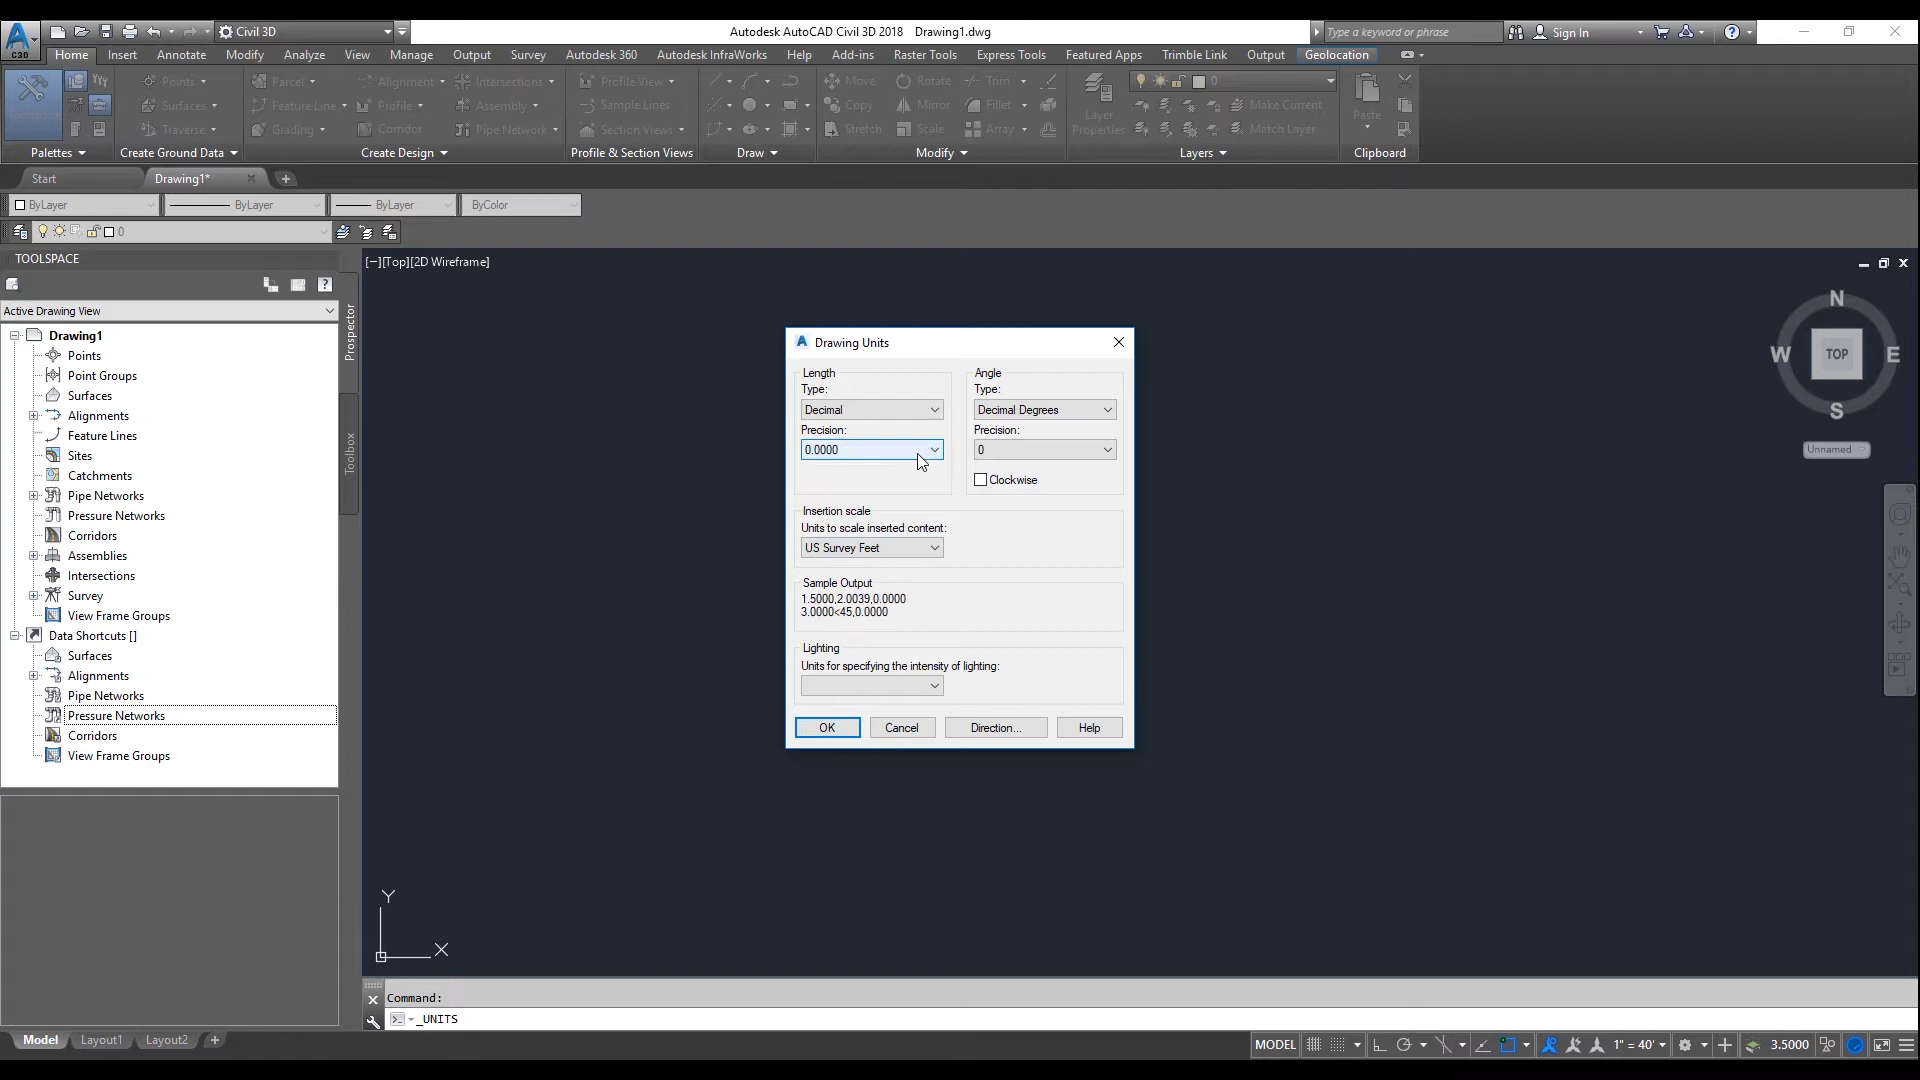 Civil 3D
Autodesk AutoCAD Civil 3D 2018 Drawing1.dwg
Type a keyword or phrase
Sign In
C3D
Home Insert Annotate Modify Analyze View Manage Output Survey Autodesk 360 Autodesk InfraWorks Help Add-ins Raster Tools Express Tools Featured Apps Trimble Link Output Geolocation
Points Parcel Alignment Intersections Profile View Move Rotate Trim 0
Surfaces Feature Line Profile Assembly Sample Lines Copy Mirror Fillet Make Current
Traverse Grading Corridor Pipe Network Section Views Stretch Scale Array Match Layer
Layer Properties
Paste
Palettes Create Ground Data Create Design Profile & Section Views Draw Modify Layers Clipboard
Start Drawing1*
ByLayer ByLayer ByLayer ByColor
0
TOOLSPACE
Active Drawing View
Drawing1
Points
Point Groups
Surfaces
Alignments
Feature Lines
Sites
Catchments
Pipe Networks
Pressure Networks
Corridors
Assemblies
Intersections
Survey
View Frame Groups
Data Shortcuts []
Surfaces
Alignments
Pipe Networks
Pressure Networks
Corridors
View Frame Groups
Prospector
Toolbox
[−][Top][2D Wireframe]
N
W TOP E
S
Unnamed
Drawing Units
Length
Type:
Decimal
Precision:
0.0000
Angle
Type:
Decimal Degrees
Precision:
0
Clockwise
Insertion scale
Units to scale inserted content:
US Survey Feet
Sample Output
1.5000,2.0039,0.0000
3.0000<45,0.0000
Lighting
Units for specifying the intensity of lighting:
OK Cancel Direction... Help
Y
X
Command:
_UNITS
Model Layout1 Layout2 +
MODEL 1" = 40' 3.5000